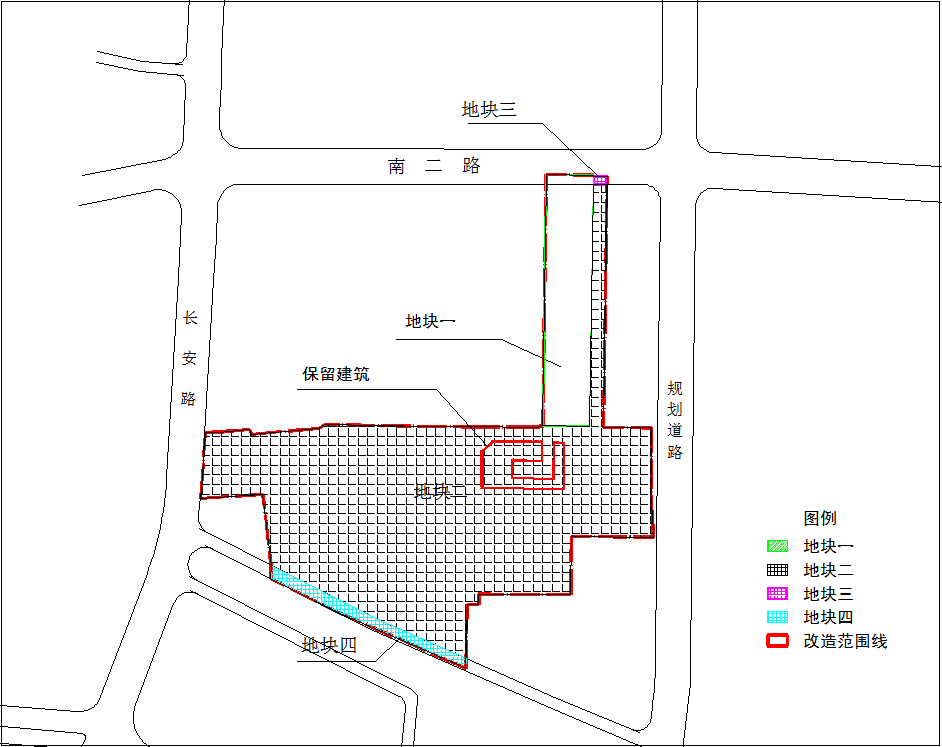 地块三
南二路
地块一
长安路
保留建筑
规划道路
地块二
地块四
图例
地块一
地块二
地块三
地块四
改造范围线